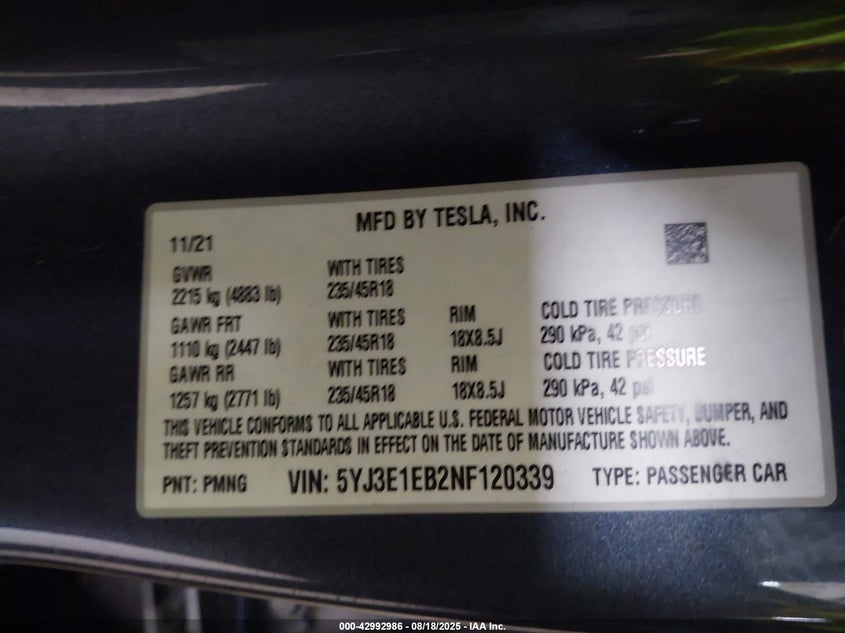 MFD BY TESLA, INC.
11/21
GVWR WITH TIRES
2215 kg (4883 lb) 235/45R18
GAWR FRT WITH TIRES RIM COLD TIRE PRESSURE
1110 kg (2447 lb) 235/45R18 18X8.5J 290 kPa, 42 psi
GAWR RR WITH TIRES RIM COLD TIRE PRESSURE
1257 kg (2771 lb) 235/45R18 18X8.5J 290 kPa, 42 psi
THIS VEHICLE CONFORMS TO ALL APPLICABLE U.S. FEDERAL MOTOR VEHICLE SAFETY, BUMPER, AND
THEFT PREVENTION STANDARDS IN EFFECT ON THE DATE OF MANUFACTURE SHOWN ABOVE.
PNT: PMNG VIN: 5YJ3E1EB2NF120339 TYPE: PASSENGER CAR
000-42992986 - 08/18/2025 - IAA Inc.